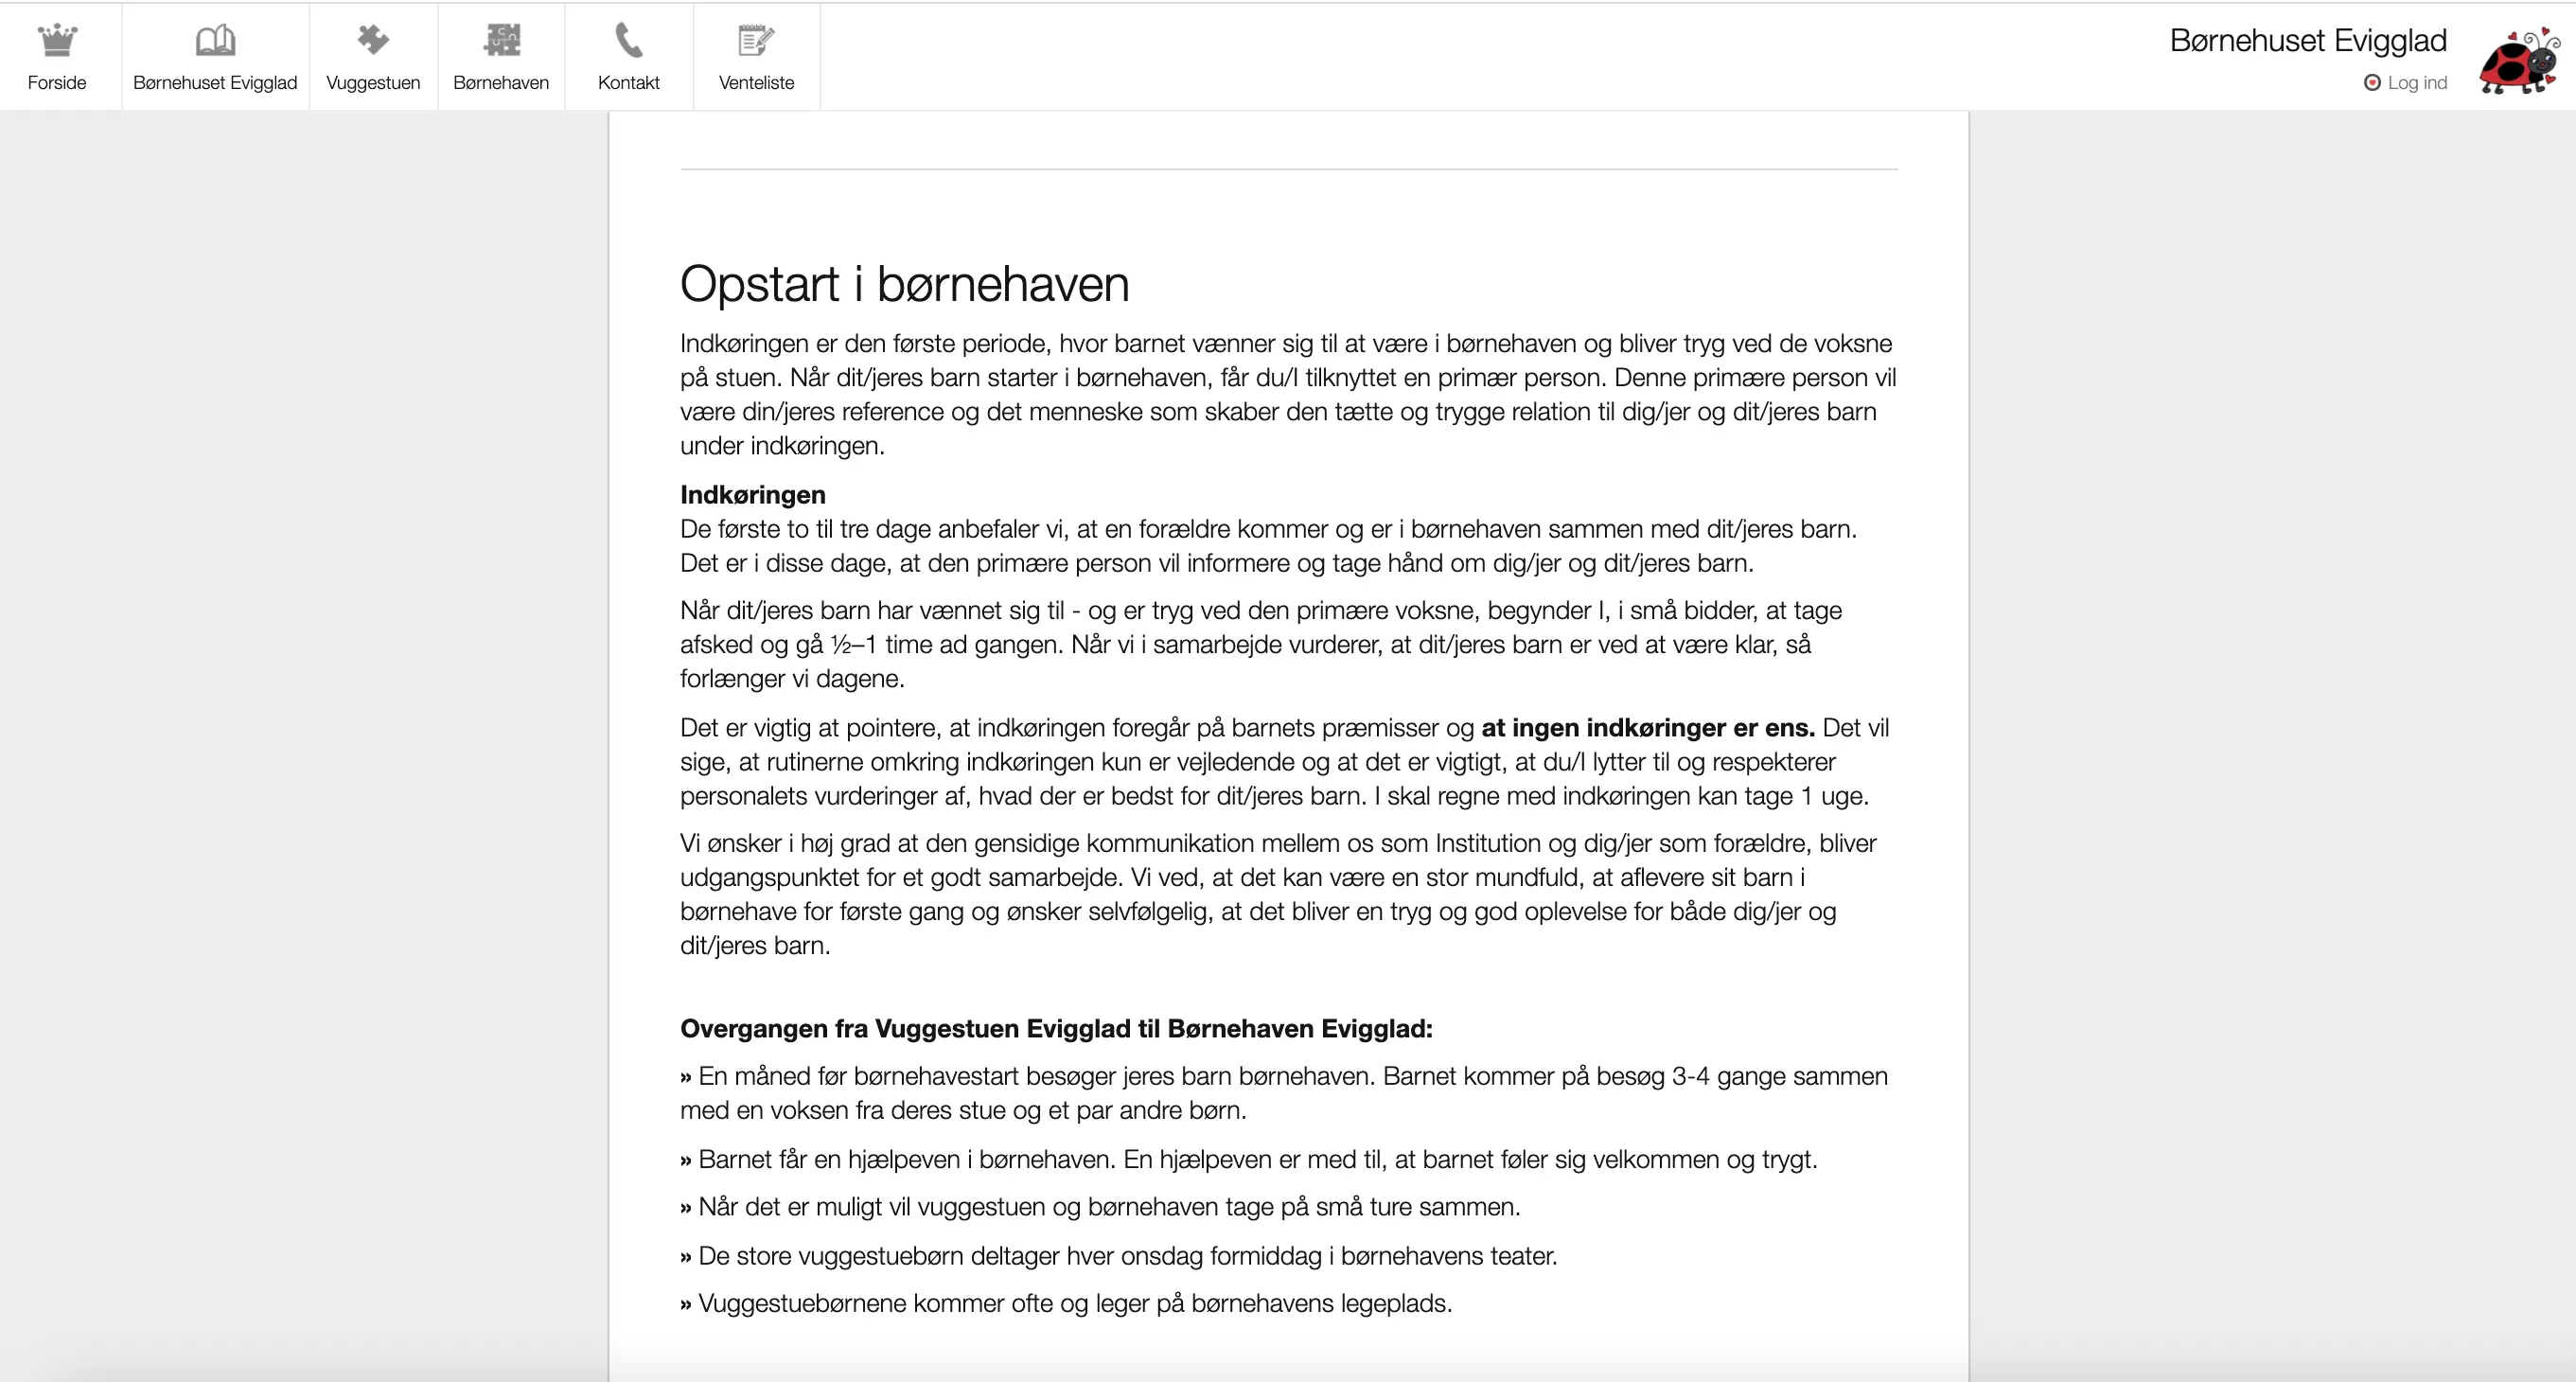 Forside
Børnehuset Evigglad
Vuggestuen
Børnehaven
Kontakt
Venteliste
Børnehuset Evigglad
Log ind
Opstart i børnehaven
Indkøringen er den første periode, hvor barnet vænner sig til at være i børnehaven og bliver tryg ved de voksne
på stuen. Når dit/jeres barn starter i børnehaven, får du/I tilknyttet en primær person. Denne primære person vil
være din/jeres reference og det menneske som skaber den tætte og trygge relation til dig/jer og dit/jeres barn
under indkøringen.
Indkøringen
De første to til tre dage anbefaler vi, at en forældre kommer og er i børnehaven sammen med dit/jeres barn.
Det er i disse dage, at den primære person vil informere og tage hånd om dig/jer og dit/jeres barn.
Når dit/jeres barn har vænnet sig til - og er tryg ved den primære voksne, begynder I, i små bidder, at tage
afsked og gå ½–1 time ad gangen. Når vi i samarbejde vurderer, at dit/jeres barn er ved at være klar, så
forlænger vi dagene.
Det er vigtig at pointere, at indkøringen foregår på barnets præmisser og at ingen indkøringer er ens. Det vil
sige, at rutinerne omkring indkøringen kun er vejledende og at det er vigtigt, at du/I lytter til og respekterer
personalets vurderinger af, hvad der er bedst for dit/jeres barn. I skal regne med indkøringen kan tage 1 uge.
Vi ønsker i høj grad at den gensidige kommunikation mellem os som Institution og dig/jer som forældre, bliver
udgangspunktet for et godt samarbejde. Vi ved, at det kan være en stor mundfuld, at aflevere sit barn i
børnehave for første gang og ønsker selvfølgelig, at det bliver en tryg og god oplevelse for både dig/jer og
dit/jeres barn.
Overgangen fra Vuggestuen Evigglad til Børnehaven Evigglad:
» En måned før børnehavestart besøger jeres barn børnehaven. Barnet kommer på besøg 3-4 gange sammen
med en voksen fra deres stue og et par andre børn.
» Barnet får en hjælpeven i børnehaven. En hjælpeven er med til, at barnet føler sig velkommen og trygt.
» Når det er muligt vil vuggestuen og børnehaven tage på små ture sammen.
» De store vuggestuebørn deltager hver onsdag formiddag i børnehavens teater.
» Vuggestuebørnene kommer ofte og leger på børnehavens legeplads.